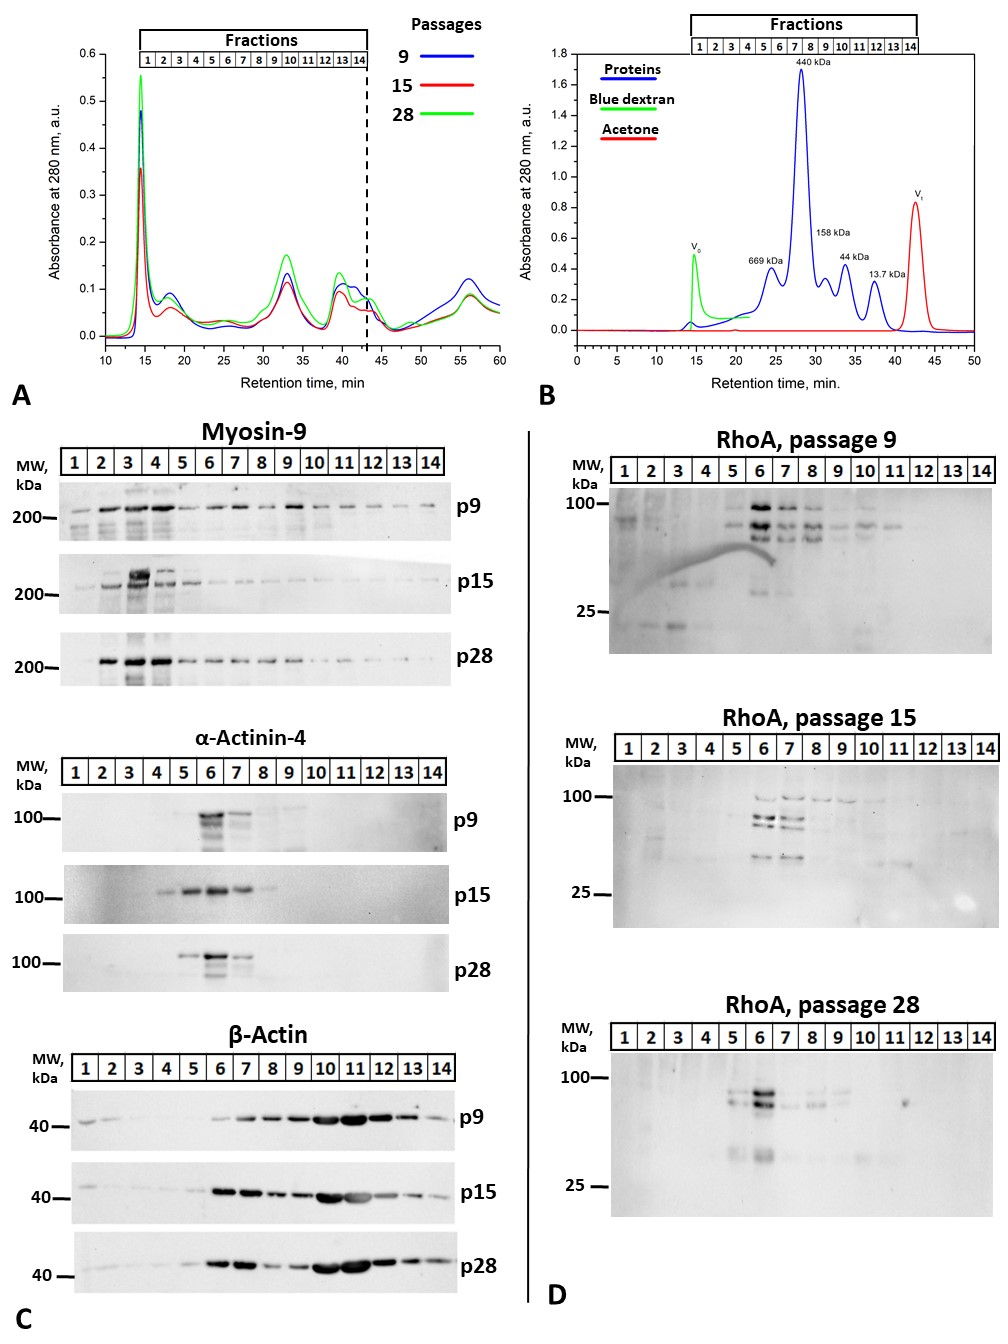 Fractions
1 2 3 4 5 6 7 8 9 10 11 12 13 14
Passages
9
15
28
0.6
0.5
0.4
0.3
0.2
0.1
0.0
Absorbance at 280 nm, a.u.
10 15 20 25 30 35 40 45 50 55 60
Retention time, min
A
Fractions
1 2 3 4 5 6 7 8 9 10 11 12 13 14
Proteins
Blue dextran
Acetone
1.8
1.6
1.4
1.2
1.0
0.8
0.6
0.4
0.2
0.0
Absorbance at 280 nm, a.u.
V0
669 kDa
440 kDa
158 kDa
44 kDa
13.7 kDa
Vt
0 5 10 15 20 25 30 35 40 45 50
Retention time, min.
B
Myosin-9
MW, kDa
1 2 3 4 5 6 7 8 9 10 11 12 13 14
200
p9
200
p15
200
p28
α-Actinin-4
MW, kDa
1 2 3 4 5 6 7 8 9 10 11 12 13 14
100
p9
100
p15
100
p28
β-Actin
MW, kDa
1 2 3 4 5 6 7 8 9 10 11 12 13 14
40
p9
40
p15
40
p28
C
RhoA, passage 9
MW, kDa
1 2 3 4 5 6 7 8 9 10 11 12 13 14
100
25
RhoA, passage 15
MW, kDa
1 2 3 4 5 6 7 8 9 10 11 12 13 14
100
25
RhoA, passage 28
MW, kDa
1 2 3 4 5 6 7 8 9 10 11 12 13 14
100
25
D